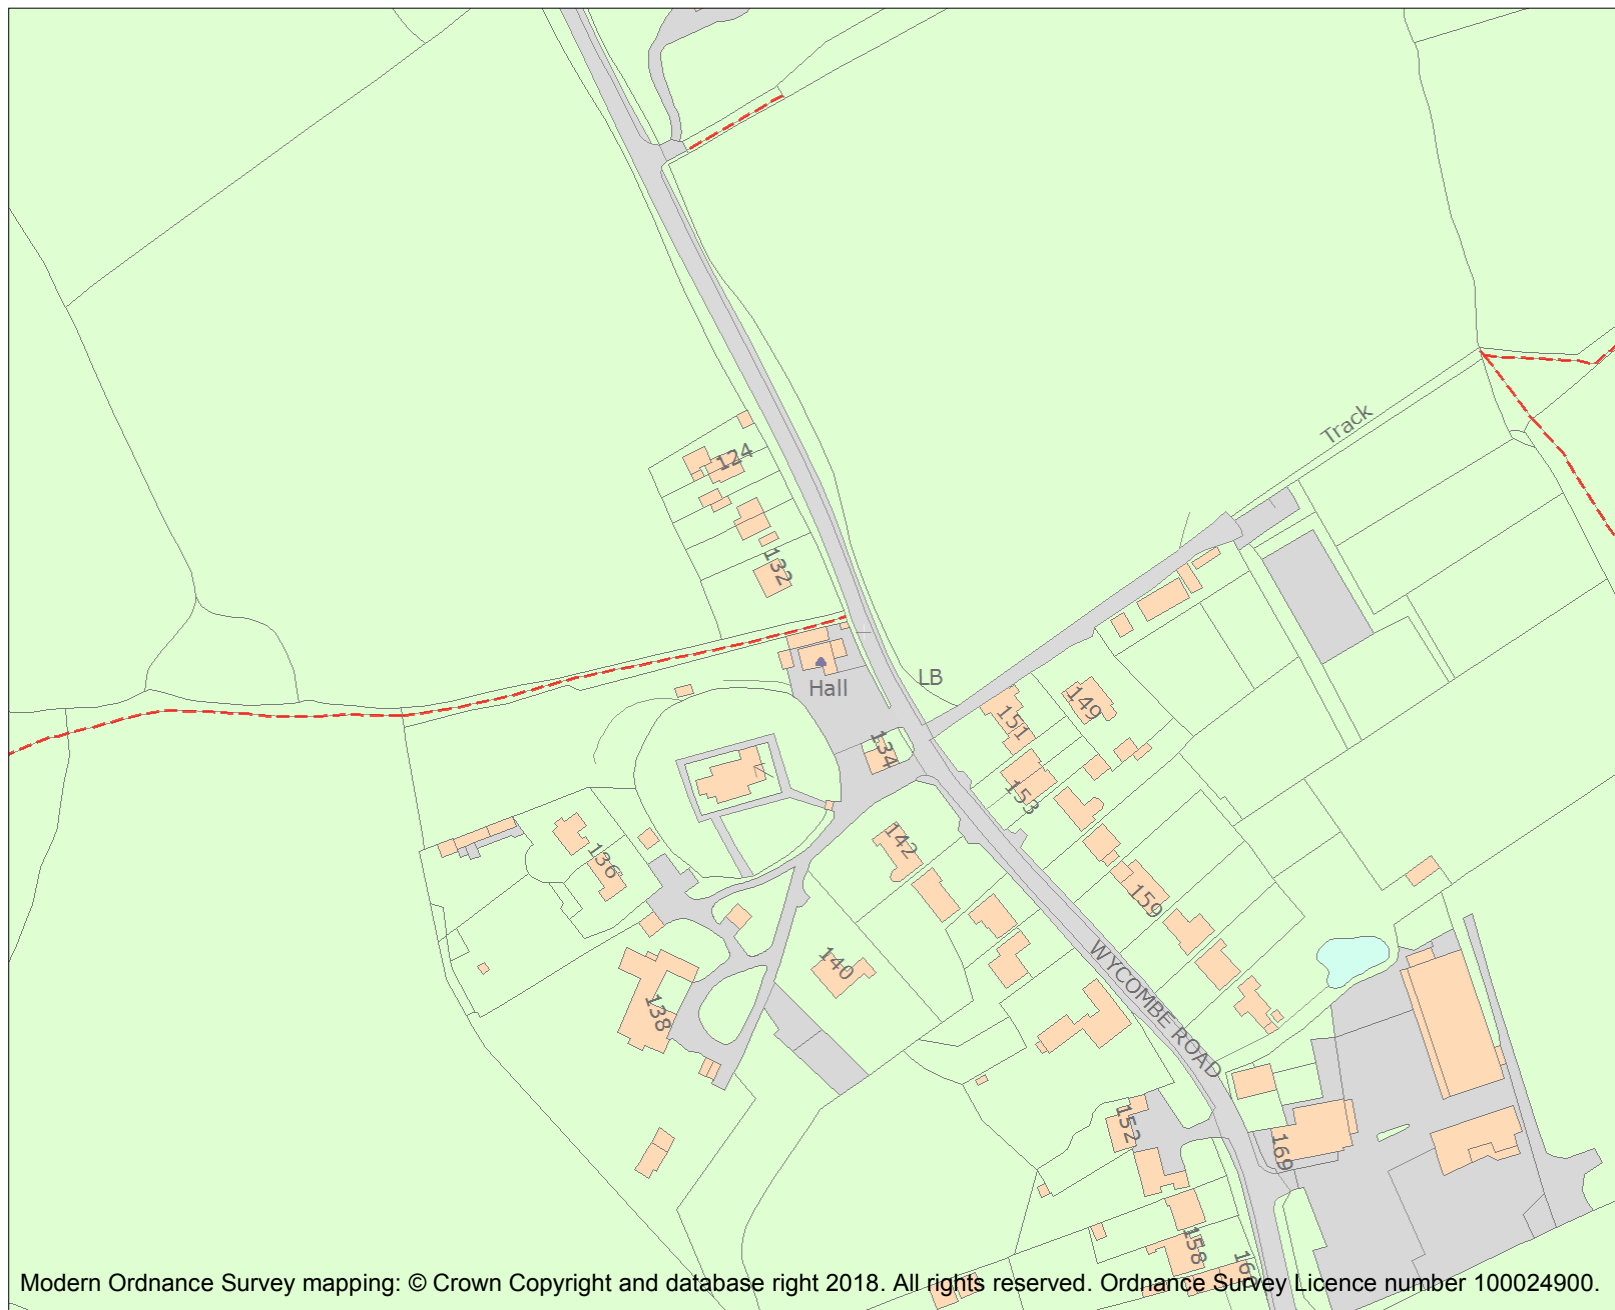 124
Track
132
LB
Hall
149
151
134
153
142
136
159
140
WYCOMBE ROAD
138
152
169
158
Modern Ordnance Survey mapping: © Crown Copyright and database right 2018. All rights reserved. Ordnance Survey Licence number 100024900.